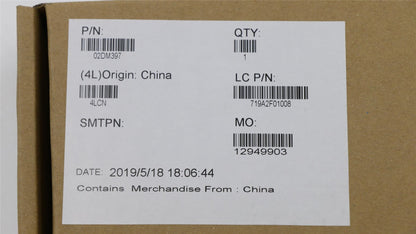 P/N:
02DM397
QTY:
1
(4L)Origin: China
4LCN
LC P/N:
719A2F01008
SMTPN:
MO:
12949903
DATE: 2019/5/18 18:06:44
Contains Merchandise From : China